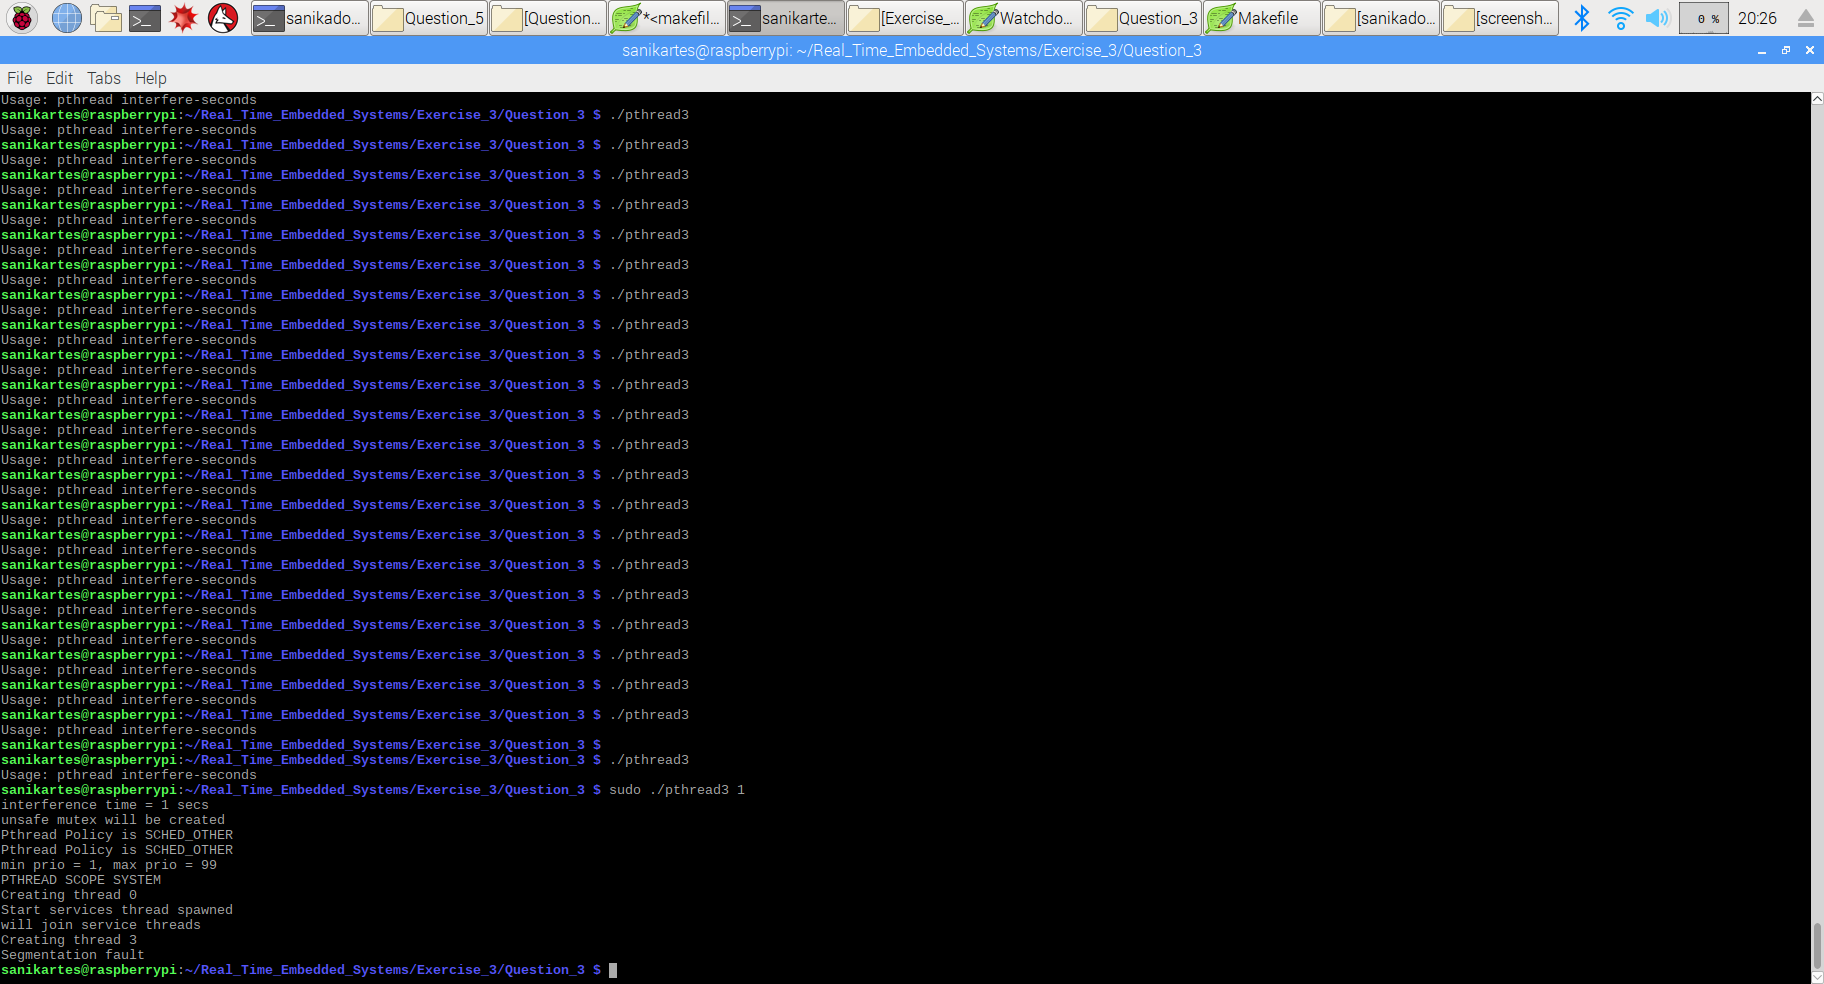 sanikado... Question_5 [Question... *<makefil... sanikarte... [Exercise_... Watchdo... Question_3 Makefile [sanikado... [screensh... 0 % 20:26
sanikartes@raspberrypi: ~/Real_Time_Embedded_Systems/Exercise_3/Question_3
File Edit Tabs Help
Usage: pthread interfere-seconds
sanikartes@raspberrypi:~/Real_Time_Embedded_Systems/Exercise_3/Question_3 $ ./pthread3
Usage: pthread interfere-seconds
sanikartes@raspberrypi:~/Real_Time_Embedded_Systems/Exercise_3/Question_3 $ ./pthread3
Usage: pthread interfere-seconds
sanikartes@raspberrypi:~/Real_Time_Embedded_Systems/Exercise_3/Question_3 $ ./pthread3
Usage: pthread interfere-seconds
sanikartes@raspberrypi:~/Real_Time_Embedded_Systems/Exercise_3/Question_3 $ ./pthread3
Usage: pthread interfere-seconds
sanikartes@raspberrypi:~/Real_Time_Embedded_Systems/Exercise_3/Question_3 $ ./pthread3
Usage: pthread interfere-seconds
sanikartes@raspberrypi:~/Real_Time_Embedded_Systems/Exercise_3/Question_3 $ ./pthread3
Usage: pthread interfere-seconds
sanikartes@raspberrypi:~/Real_Time_Embedded_Systems/Exercise_3/Question_3 $ ./pthread3
Usage: pthread interfere-seconds
sanikartes@raspberrypi:~/Real_Time_Embedded_Systems/Exercise_3/Question_3 $ ./pthread3
Usage: pthread interfere-seconds
sanikartes@raspberrypi:~/Real_Time_Embedded_Systems/Exercise_3/Question_3 $ ./pthread3
Usage: pthread interfere-seconds
sanikartes@raspberrypi:~/Real_Time_Embedded_Systems/Exercise_3/Question_3 $ ./pthread3
Usage: pthread interfere-seconds
sanikartes@raspberrypi:~/Real_Time_Embedded_Systems/Exercise_3/Question_3 $ ./pthread3
Usage: pthread interfere-seconds
sanikartes@raspberrypi:~/Real_Time_Embedded_Systems/Exercise_3/Question_3 $ ./pthread3
Usage: pthread interfere-seconds
sanikartes@raspberrypi:~/Real_Time_Embedded_Systems/Exercise_3/Question_3 $ ./pthread3
Usage: pthread interfere-seconds
sanikartes@raspberrypi:~/Real_Time_Embedded_Systems/Exercise_3/Question_3 $ ./pthread3
Usage: pthread interfere-seconds
sanikartes@raspberrypi:~/Real_Time_Embedded_Systems/Exercise_3/Question_3 $ ./pthread3
Usage: pthread interfere-seconds
sanikartes@raspberrypi:~/Real_Time_Embedded_Systems/Exercise_3/Question_3 $ ./pthread3
Usage: pthread interfere-seconds
sanikartes@raspberrypi:~/Real_Time_Embedded_Systems/Exercise_3/Question_3 $ ./pthread3
Usage: pthread interfere-seconds
sanikartes@raspberrypi:~/Real_Time_Embedded_Systems/Exercise_3/Question_3 $ ./pthread3
Usage: pthread interfere-seconds
sanikartes@raspberrypi:~/Real_Time_Embedded_Systems/Exercise_3/Question_3 $ ./pthread3
Usage: pthread interfere-seconds
sanikartes@raspberrypi:~/Real_Time_Embedded_Systems/Exercise_3/Question_3 $ ./pthread3
Usage: pthread interfere-seconds
sanikartes@raspberrypi:~/Real_Time_Embedded_Systems/Exercise_3/Question_3 $ ./pthread3
Usage: pthread interfere-seconds
sanikartes@raspberrypi:~/Real_Time_Embedded_Systems/Exercise_3/Question_3 $
sanikartes@raspberrypi:~/Real_Time_Embedded_Systems/Exercise_3/Question_3 $ ./pthread3
Usage: pthread interfere-seconds
sanikartes@raspberrypi:~/Real_Time_Embedded_Systems/Exercise_3/Question_3 $ sudo ./pthread3 1
interference time = 1 secs
unsafe mutex will be created
Pthread Policy is SCHED_OTHER
Pthread Policy is SCHED_OTHER
min prio = 1, max prio = 99
PTHREAD SCOPE SYSTEM
Creating thread 0
Start services thread spawned
will join service threads
Creating thread 3
Segmentation fault
sanikartes@raspberrypi:~/Real_Time_Embedded_Systems/Exercise_3/Question_3 $